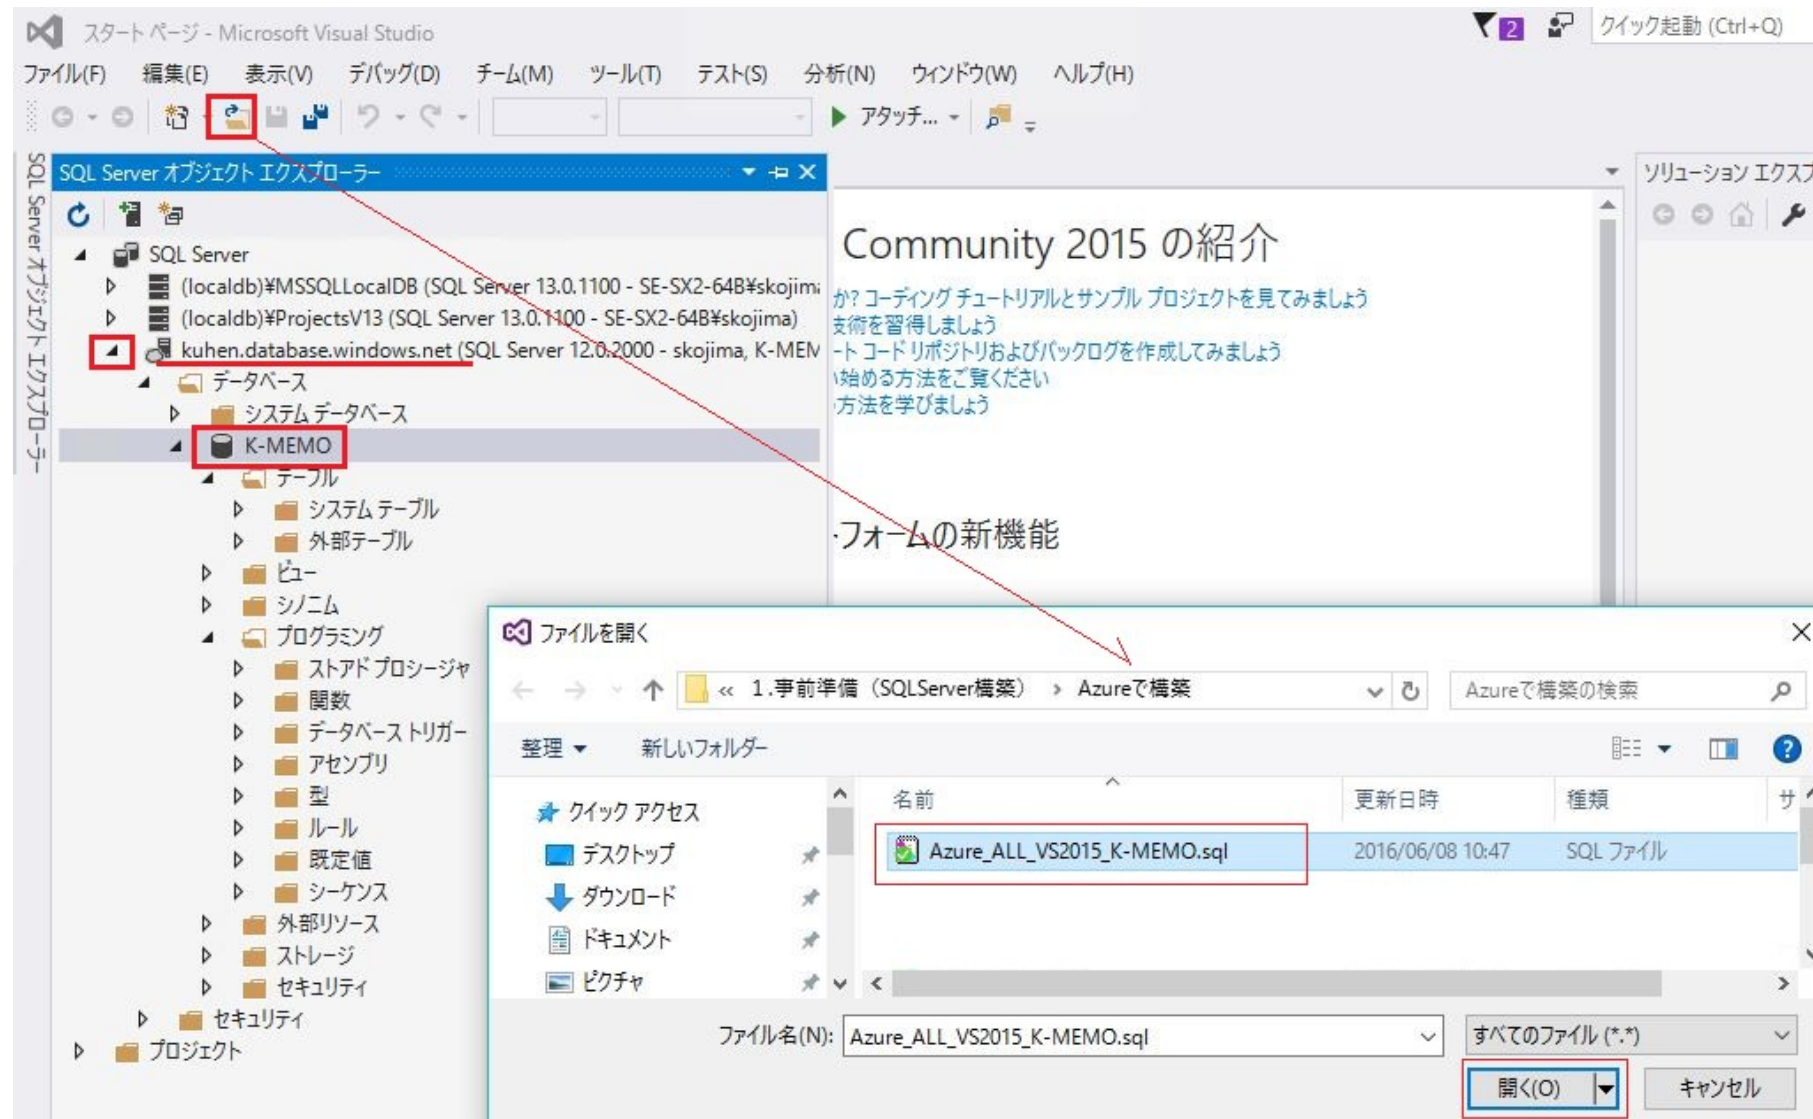 スタート ページ - Microsoft Visual Studio
2
クイック起動 (Ctrl+Q)
ファイル(F) 編集(E) 表示(V) デバッグ(D) チーム(M) ツール(T) テスト(S) 分析(N) ウィンドウ(W) ヘルプ(H)
アタッチ...
SQL Server オブジェクト エクスプローラー
SQL Server オブジェクト エクスプローラー
SQL Server
(localdb)¥MSSQLLocalDB (SQL Server 13.0.1100 - SE-SX2-64B¥skojima
(localdb)¥ProjectsV13 (SQL Server 13.0.1100 - SE-SX2-64B¥skojima)
kuhen.database.windows.net (SQL Server 12.0.2000 - skojima, K-MEM
データベース
システム データベース
K-MEMO
テーブル
システム テーブル
外部テーブル
ビュー
シノニム
プログラミング
ストアド プロシージャ
関数
データベース トリガー
アセンブリ
型
ルール
既定値
シーケンス
外部リソース
ストレージ
セキュリティ
セキュリティ
プロジェクト
Community 2015 の紹介
か? コーディング チュートリアルとサンプル プロジェクトを見てみましょう
支術を習得しましょう
ート コード リポジトリおよびバックログを作成してみましょう
い始める方法をご覧ください
方法を学びましょう
フォームの新機能
ソリューション エクスプ
ファイルを開く
« 1.事前準備（SQLServer構築） › Azureで構築
Azureで構築の検索
整理 新しいフォルダー
クイック アクセス
デスクトップ
ダウンロード
ドキュメント
ピクチャ
名前 更新日時 種類 サ
Azure_ALL_VS2015_K-MEMO.sql 2016/06/08 10:47 SQL ファイル
ファイル名(N): Azure_ALL_VS2015_K-MEMO.sql すべてのファイル (*.*)
開く(O) キャンセル